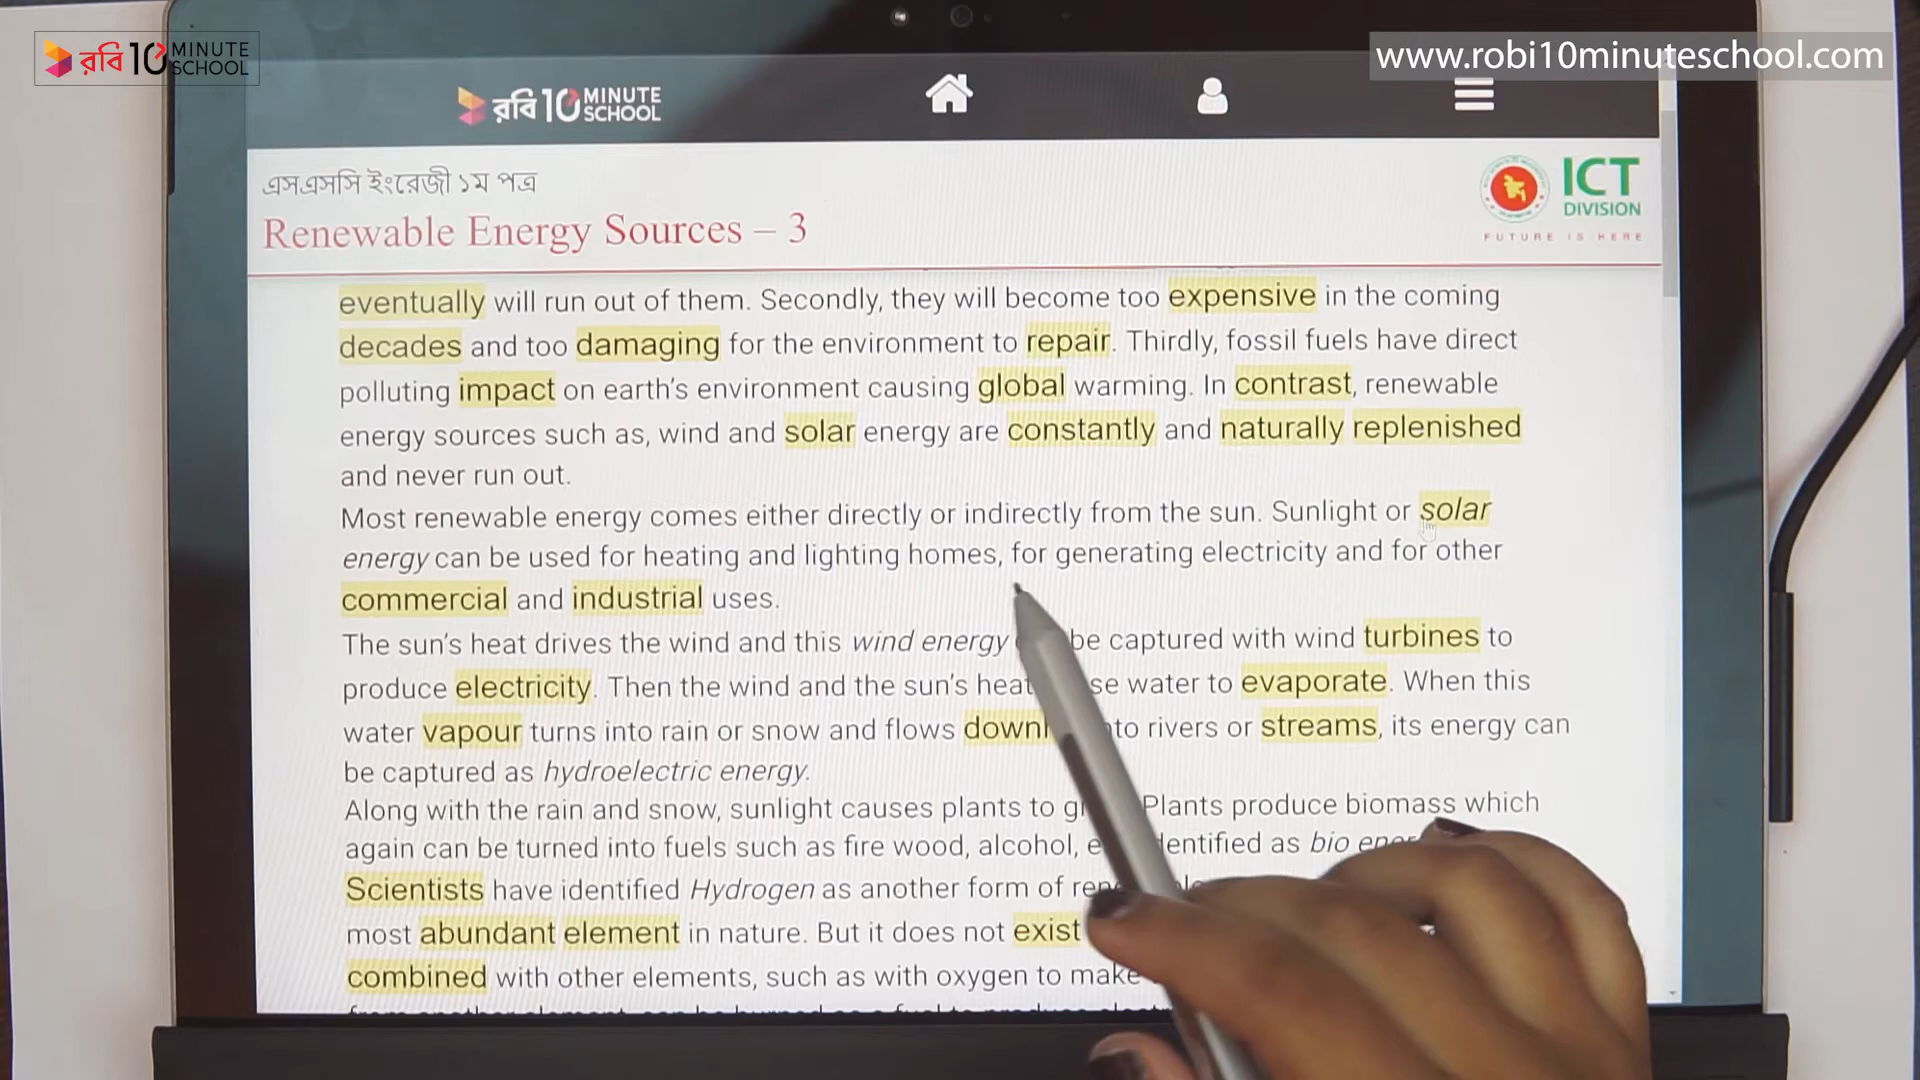 রবি 10 MINUTE SCHOOL
www.robi10minuteschool.com
রবি 10 MINUTE SCHOOL
এসএসসি ইংরেজী ১ম পত্র
Renewable Energy Sources – 3
ICT
DIVISION
FUTURE IS HERE
eventually will run out of them. Secondly, they will become too expensive in the coming
decades and too damaging for the environment to repair. Thirdly, fossil fuels have direct
polluting impact on earth's environment causing global warming. In contrast, renewable
energy sources such as, wind and solar energy are constantly and naturally replenished
and never run out.
Most renewable energy comes either directly or indirectly from the sun. Sunlight or solar
energy can be used for heating and lighting homes, for generating electricity and for other
commercial and industrial uses.
The sun's heat drives the wind and this wind energy be captured with wind turbines to
produce electricity. Then the wind and the sun's heat water to evaporate. When this
water vapour turns into rain or snow and flows rivers or streams, its energy can
be captured as hydroelectric energy.
Along with the rain and snow, sunlight causes plants to Plants produce biomass which
again can be turned into fuels such as fire wood, alcohol, identified as bio
Scientists have identified Hydrogen as another form of
most abundant element in nature. But it does not exist
combined with other elements, such as with oxygen to make